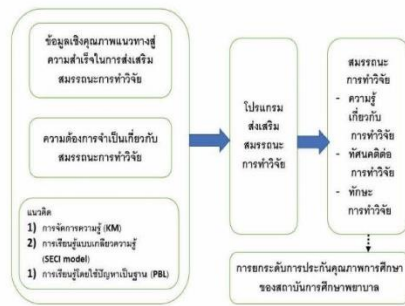 ข้อมูลเชิงคุณภาพแนวทางสู่
ความสำเร็จในการส่งเสริม
สมรรถนะการทำวิจัย
ความต้องการจำเป็นเกี่ยวกับ
สมรรถนะการทำวิจัย
แนวคิด
1) การจัดการความรู้ (KM)
2) การเรียนรู้แบบเกลียวความรู้
(SECI model)
1) การเรียนรู้โดยใช้ปัญหาเป็นฐาน (PBL)
โปรแกรม
ส่งเสริม
สมรรถนะ
การทำวิจัย
สมรรถนะ
การทำวิจัย
- ความรู้
เกี่ยวกับ
การทำวิจัย
- ทัศนคติต่อ
การทำวิจัย
- ทักษะ
การทำวิจัย
การยกระดับการประกันคุณภาพการศึกษา
ของสถาบันการศึกษาพยาบาล